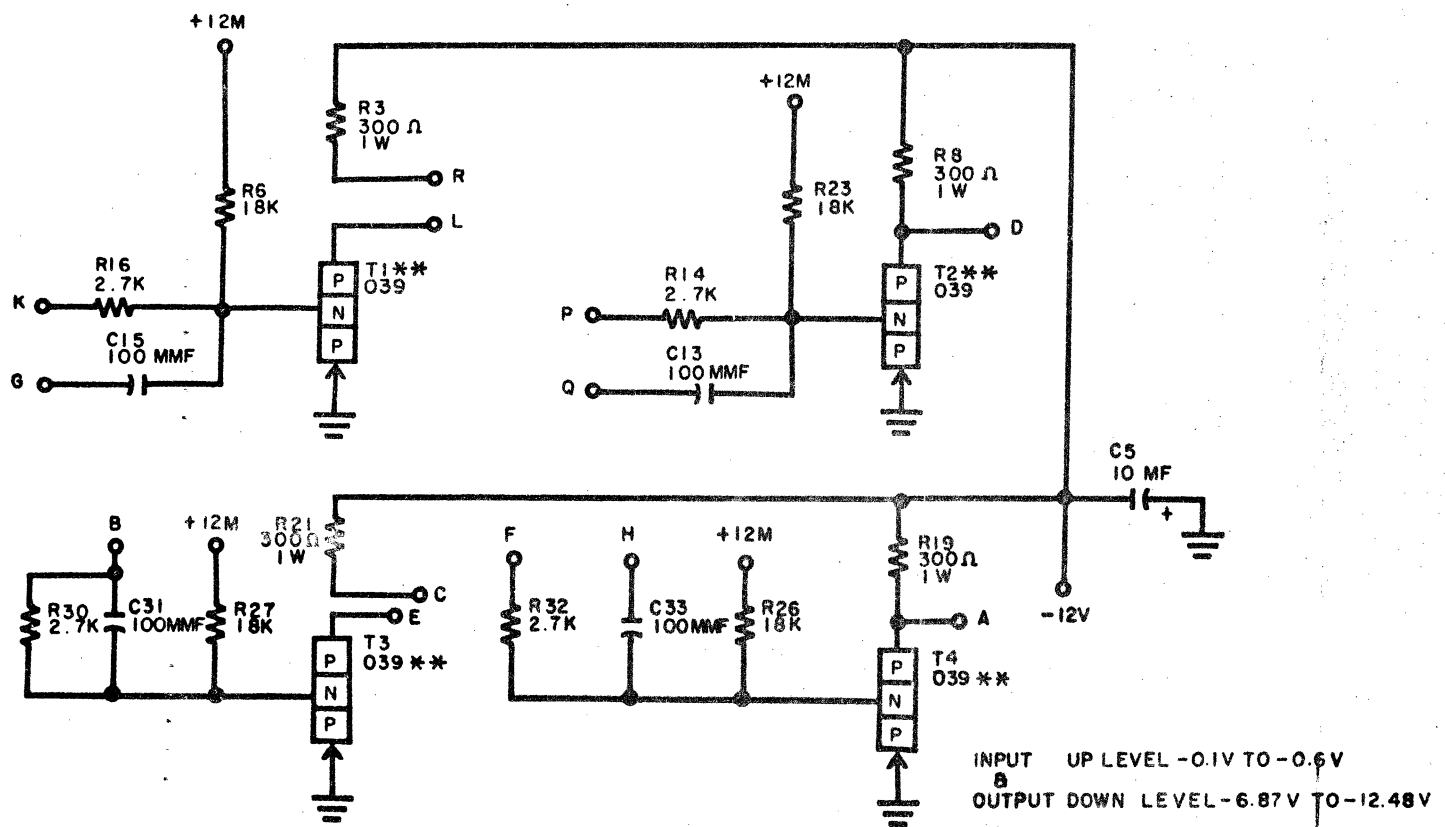 +12M
R3
300 Ω
1W
R
L
R6
18K
R16
2.7K
K
C15
100 MMF
G
P
N
P
T1**
039
+12M
R23
18K
R8
300 Ω
1W
D
R14
2.7K
P
C13
100MMF
Q
P
N
P
T2**
039
C5
10 MF
+
-12V
B
R30
2.7K
C31
100MMF
+12M
R27
18K
R21
300Ω
1W
C
E
P
N
P
T3
039**
F
R32
2.7K
H
C33
100MMF
+12M
R26
18K
R19
300Ω
1W
A
P
N
P
T4
039**
INPUT UP LEVEL -0.1V TO -0.6V
&
OUTPUT DOWN LEVEL-6.87V TO-12.48V